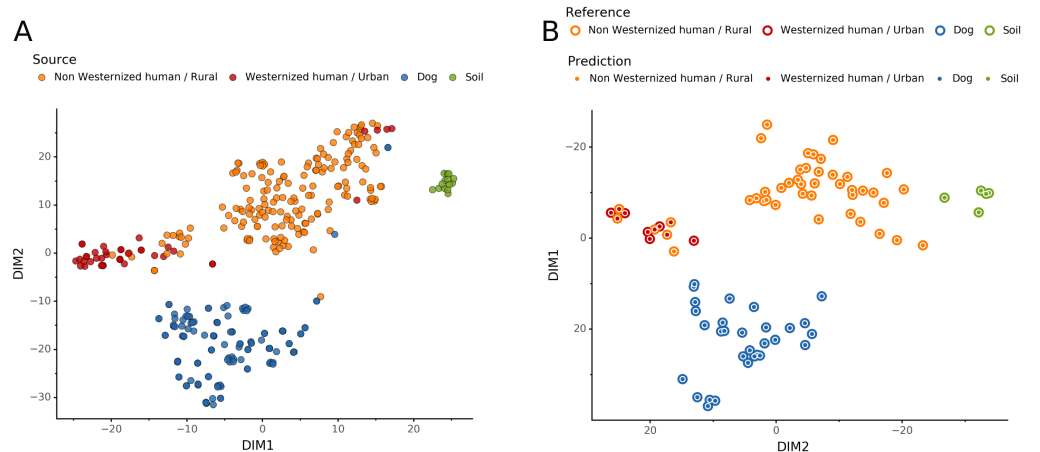 A
Source
Non Westernized human / Rural Westernized human / Urban Dog Soil
20
10
0
−10
−20
−30
DIM2
−20 −10 0 10 20
DIM1
B
Reference
Non Westernized human / Rural Westernized human / Urban Dog Soil
Prediction
Non Westernized human / Rural Westernized human / Urban Dog Soil
−20
0
20
DIM1
20 0 −20
DIM2